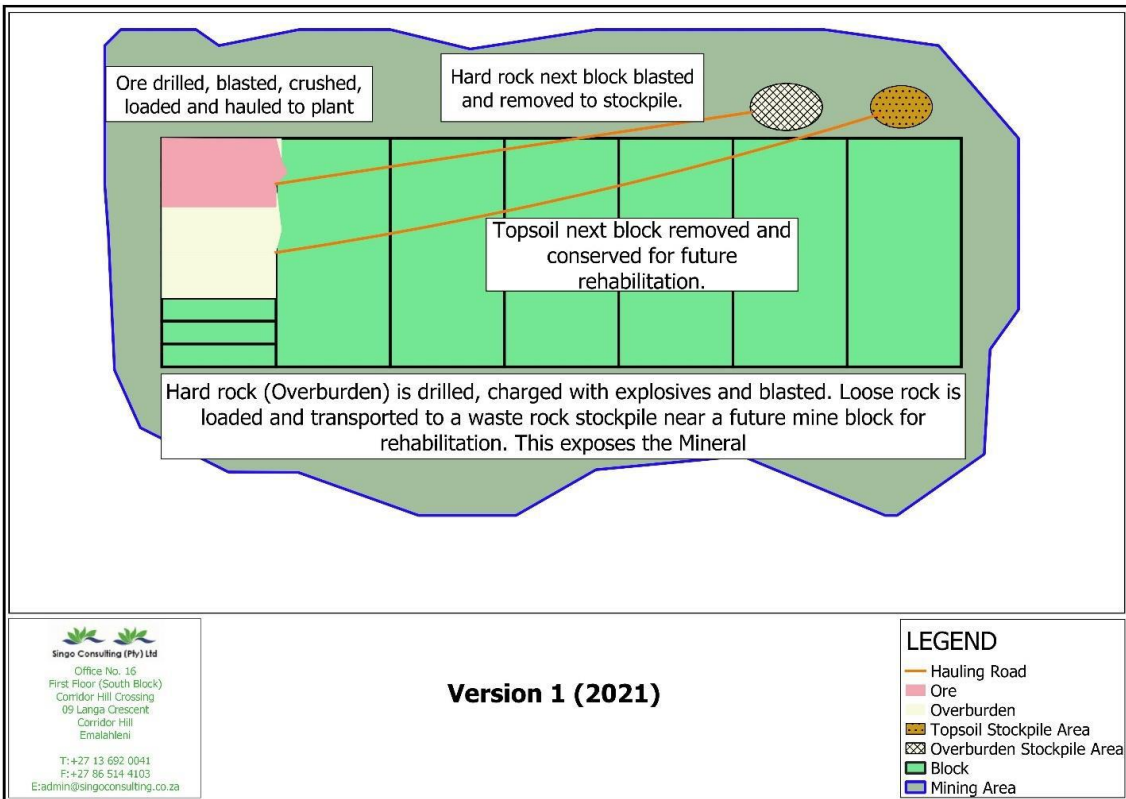 Ore drilled, blasted, crushed,
loaded and hauled to plant
Hard rock next block blasted
and removed to stockpile.
Topsoil next block removed and
conserved for future
rehabilitation.
Hard rock (Overburden) is drilled, charged with explosives and blasted. Loose rock is
loaded and transported to a waste rock stockpile near a future mine block for
rehabilitation. This exposes the Mineral
Singo Consulting (Pty) Ltd
Office No. 16
First Floor (South Block)
Corridor Hill Crossing
09 Langa Crescent
Corridor Hill
Emalahleni
T:+27 13 692 0041
F:+27 86 514 4103
E:admin@singoconsulting.co.za
Version 1 (2021)
LEGEND
Hauling Road
Ore
Overburden
Topsoil Stockpile Area
Overburden Stockpile Area
Block
Mining Area